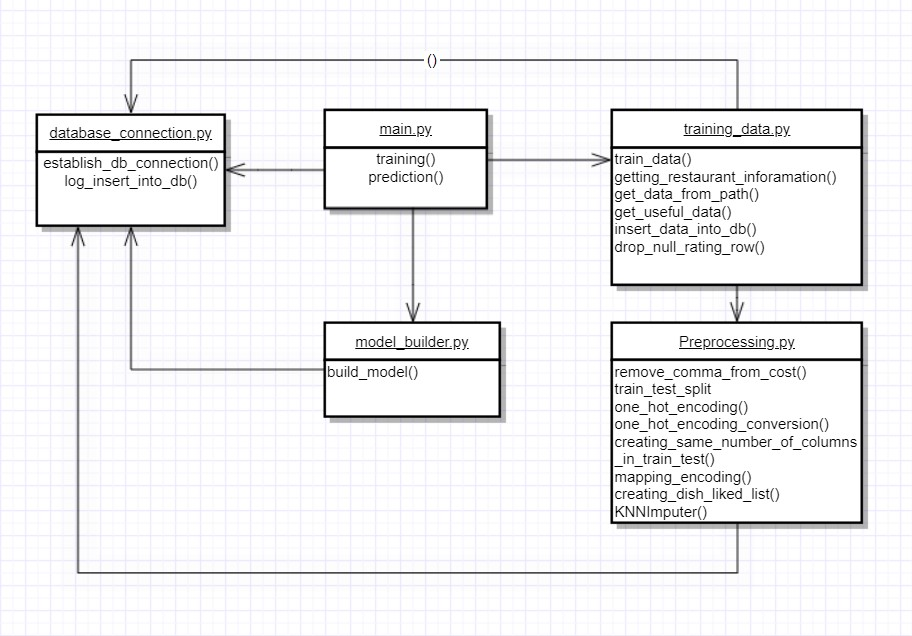 ()
database_connection.py
establish_db_connection()
log_insert_into_db()
main.py
training()
prediction()
training_data.py
train_data()
getting_restaurant_inforamation()
get_data_from_path()
get_useful_data()
insert_data_into_db()
drop_null_rating_row()
model_builder.py
build_model()
Preprocessing.py
remove_comma_from_cost()
train_test_split
one_hot_encoding()
one_hot_encoding_conversion()
creating_same_number_of_columns
_in_train_test()
mapping_encoding()
creating_dish_liked_list()
KNNImputer()